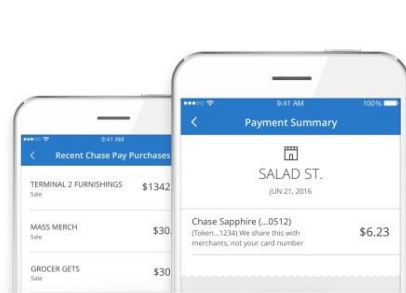 9:41 AM
Recent Chase Pay Purchases
TERMINAL 2 FURNISHINGS $1342
Sale
MASS MERCH $30.
Sale
GROCER GETS $30
Sale
9:41 AM 100%
Payment Summary
SALAD ST.
JUN 21, 2016
Chase Sapphire (...0512)
(Token...1234) We share this with
merchants, not your card number
$6.23